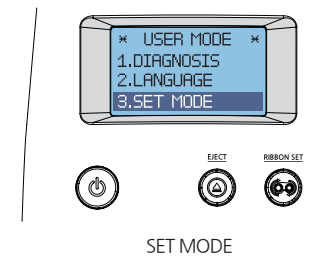 * USER MODE *
1.DIAGNOSIS
2.LANGUAGE
3.SET MODE
EJECT
RIBBON SET
SET MODE